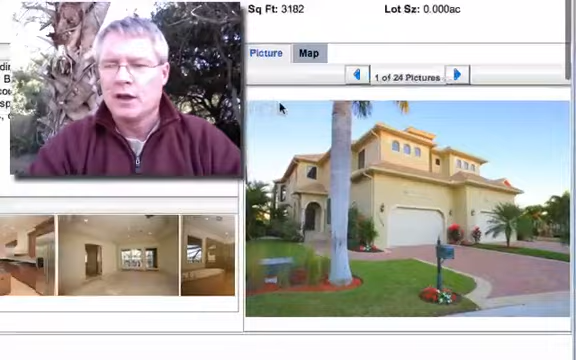 Sq Ft: 3182 Lot Sz: 0.000ac
Picture Map
1 of 24 Pictures